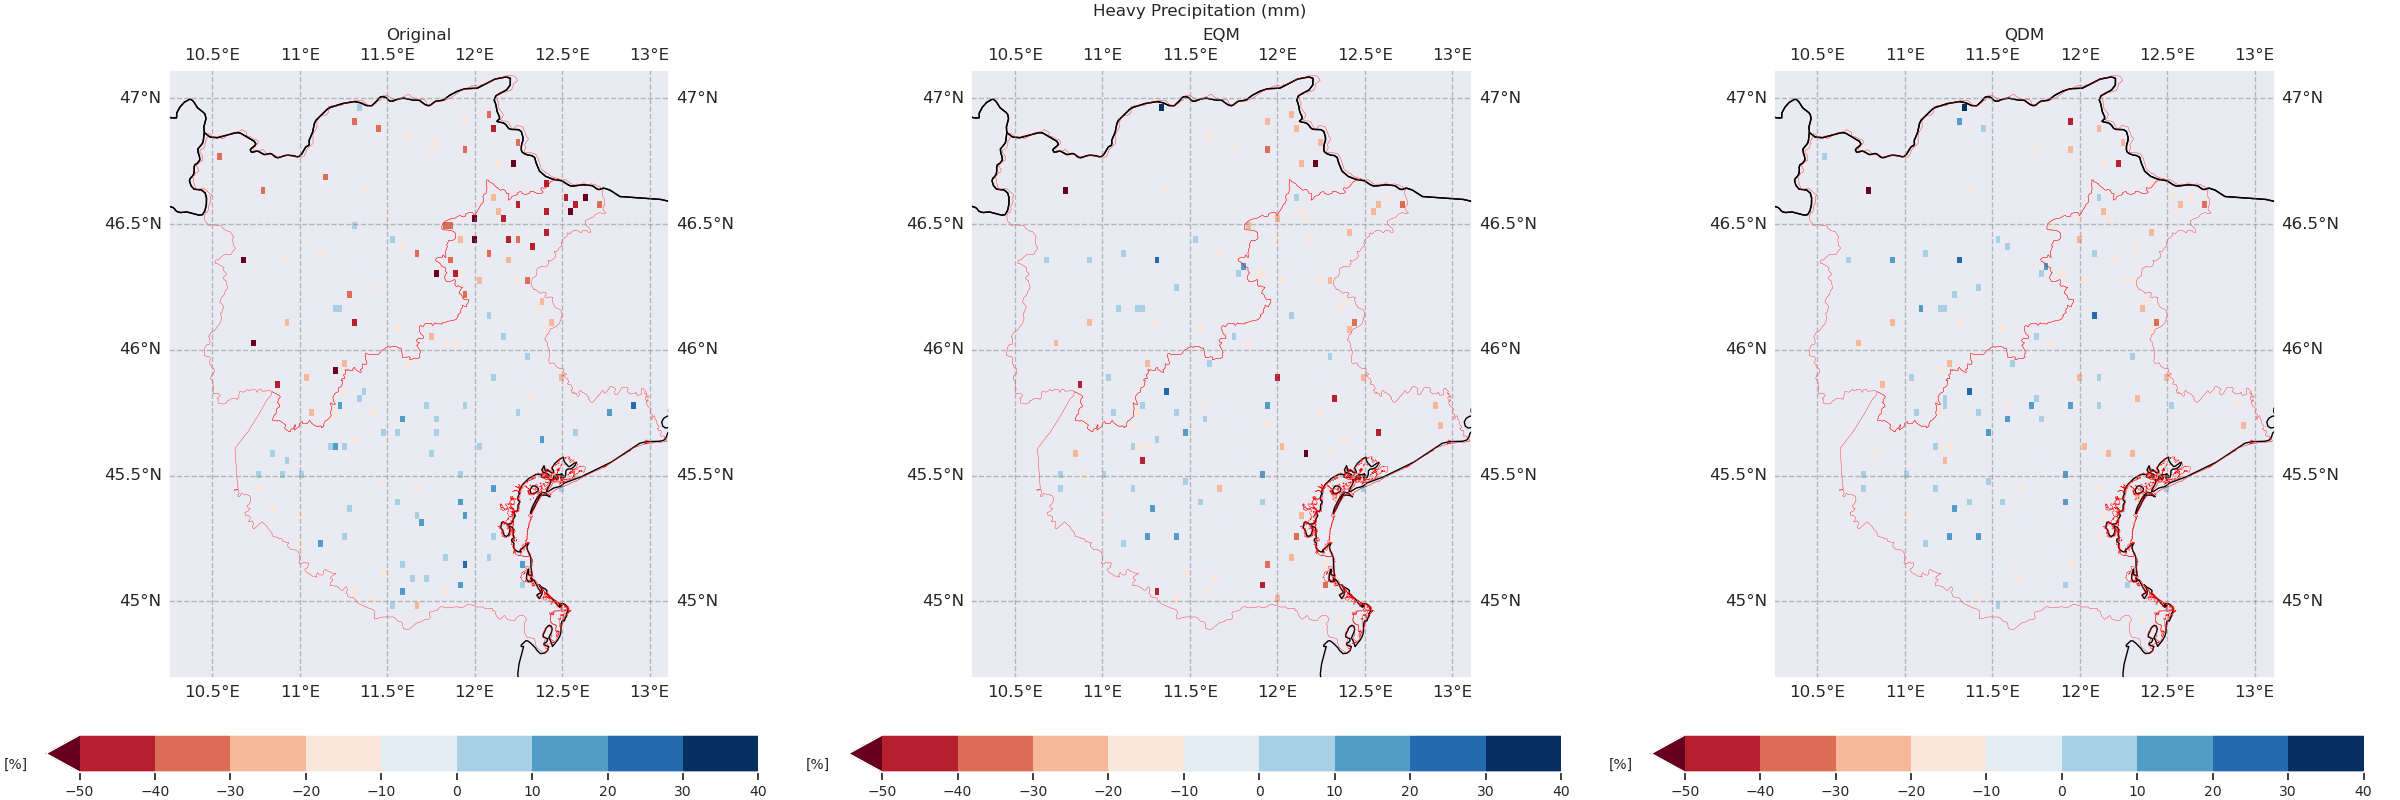 Heavy Precipitation (mm)
Original EQM QDM
10.5°E 11°E 11.5°E 12°E 12.5°E 13°E 10.5°E 11°E 11.5°E 12°E 12.5°E 13°E 10.5°E 11°E 11.5°E 12°E 12.5°E 13°E
47°N 47°N 47°N 47°N 47°N 47°N
46.5°N 46.5°N 46.5°N 46.5°N 46.5°N 46.5°N
46°N 46°N 46°N 46°N 46°N 46°N
45.5°N 45.5°N 45.5°N 45.5°N 45.5°N 45.5°N
45°N 45°N 45°N 45°N 45°N 45°N
10.5°E 11°E 11.5°E 12°E 12.5°E 13°E 10.5°E 11°E 11.5°E 12°E 12.5°E 13°E 10.5°E 11°E 11.5°E 12°E 12.5°E 13°E
[%] [%] [%]
−50 −40 −30 −20 −10 0 10 20 30 40 −50 −40 −30 −20 −10 0 10 20 30 40 −50 −40 −30 −20 −10 0 10 20 30 40